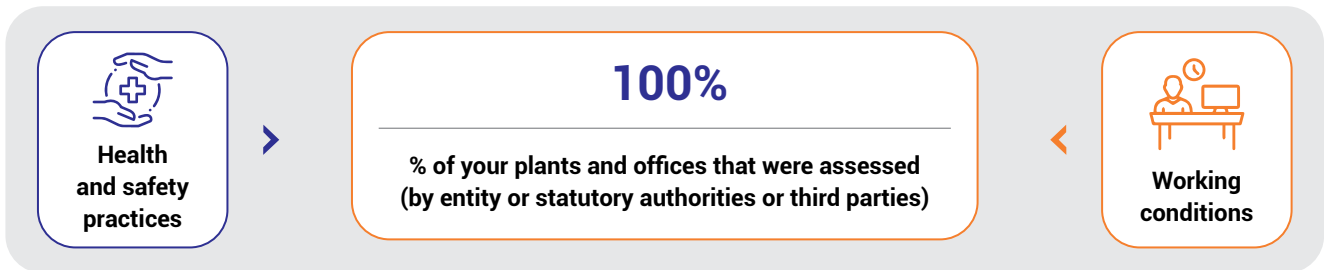 Health
and safety
practices
100%
% of your plants and offices that were assessed
(by entity or statutory authorities or third parties)
Working
conditions